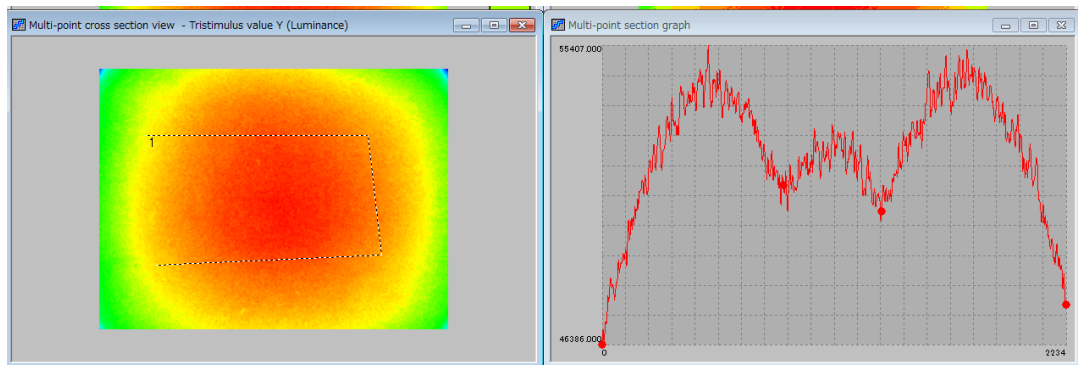 Multi-point cross section view - Tristimulus value Y (Luminance)
1
Multi-point section graph
55407.000
46386.000
0
2234